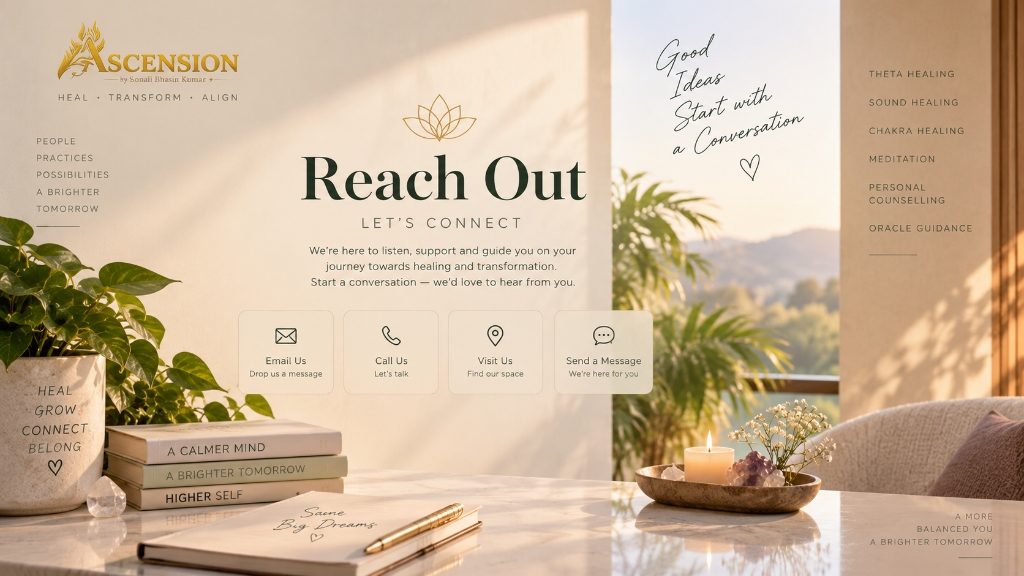 ASCENSION
by Sonali Bhasin Kumar
HEAL • TRANSFORM • ALIGN
PEOPLE
PRACTICES
POSSIBILITIES
A BRIGHTER
TOMORROW
Reach Out
LET'S CONNECT
We're here to listen, support and guide you on your
journey towards healing and transformation.
Start a conversation — we'd love to hear from you.
Email Us
Drop us a message
Call Us
Let's talk
Visit Us
Find our space
Send a Message
We're here for you
Good
Ideas
Start with
a Conversation
THETA HEALING
SOUND HEALING
CHAKRA HEALING
MEDITATION
PERSONAL
COUNSELLING
ORACLE GUIDANCE
HEAL
GROW
CONNECT
BELONG
A CALMER MIND
A BRIGHTER TOMORROW
HIGHER SELF
Same
Big Dreams
A MORE
BALANCED YOU
A BRIGHTER TOMORROW